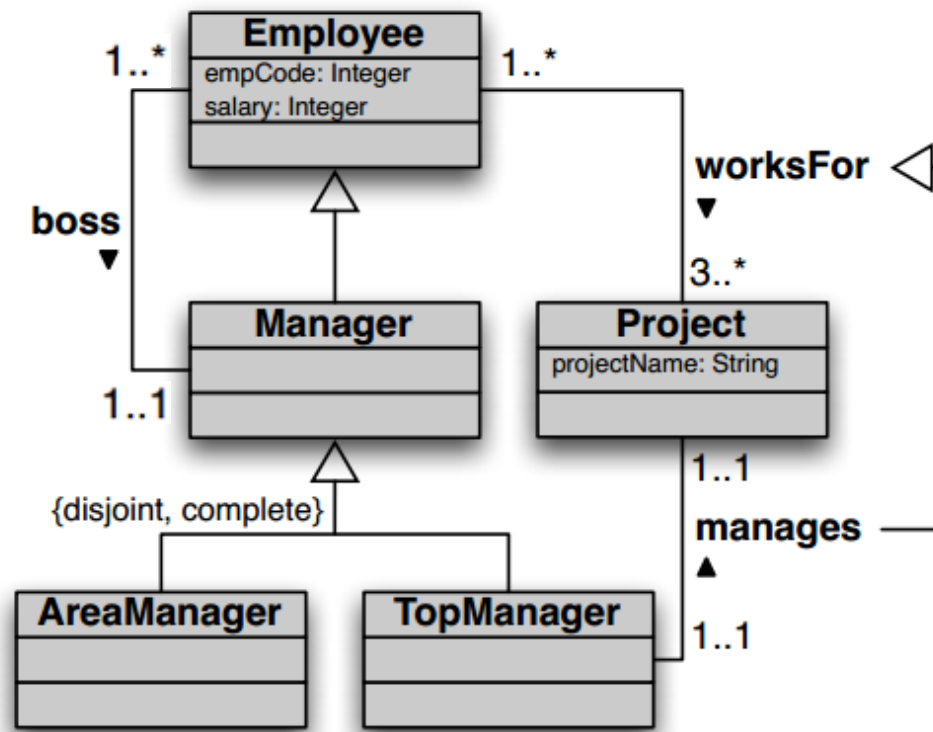 Employee
empCode: Integer
salary: Integer
1..*
1..*
boss
worksFor
3..*
Manager
Project
projectName: String
1..1
1..1
{disjoint, complete}
manages
AreaManager
TopManager
1..1